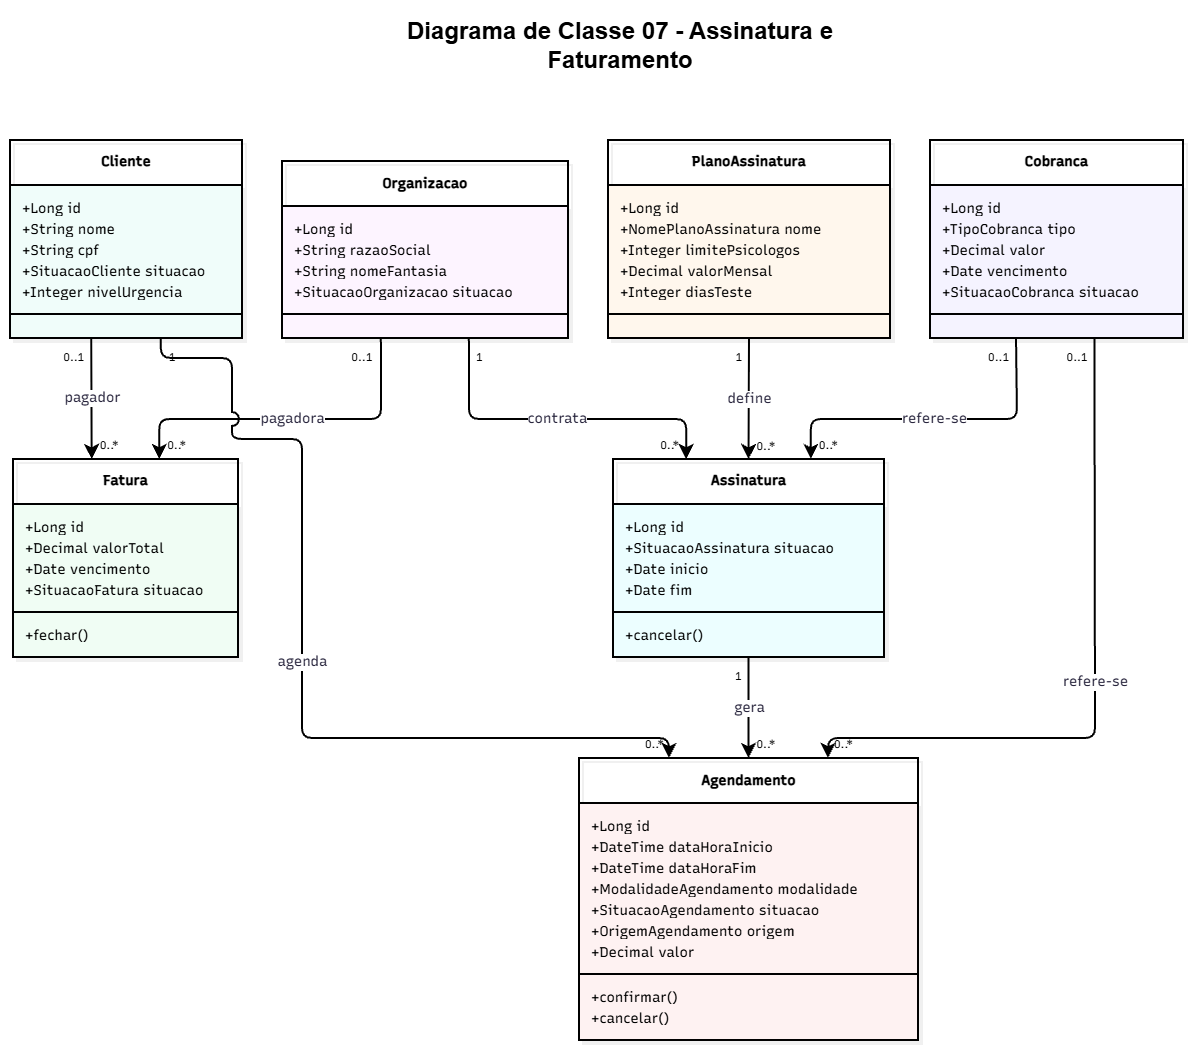 Diagrama de Classe 07 - Assinatura e
Faturamento
Cliente
+Long id
+String nome
+String cpf
+SituacaoCliente situacao
+Integer nivelUrgencia
Organizacao
+Long id
+String razaoSocial
+String nomeFantasia
+SituacaoOrganizacao situacao
PlanoAssinatura
+Long id
+NomePlanoAssinatura nome
+Integer limitePsicologos
+Decimal valorMensal
+Integer diasTeste
Cobranca
+Long id
+TipoCobranca tipo
+Decimal valor
+Date vencimento
+SituacaoCobranca situacao
0..1
1
0..1
1
1
0..1
0..1
pagador
pagadora
contrata
define
refere-se
0..*
0..*
0..*
0..*
0..*
Fatura
+Long id
+Decimal valorTotal
+Date vencimento
+SituacaoFatura situacao
+fechar()
Assinatura
+Long id
+SituacaoAssinatura situacao
+Date inicio
+Date fim
+cancelar()
agenda
1
gera
refere-se
0..*
0..*
0..*
Agendamento
+Long id
+DateTime dataHoraInicio
+DateTime dataHoraFim
+ModalidadeAgendamento modalidade
+SituacaoAgendamento situacao
+OrigemAgendamento origem
+Decimal valor
+confirmar()
+cancelar()